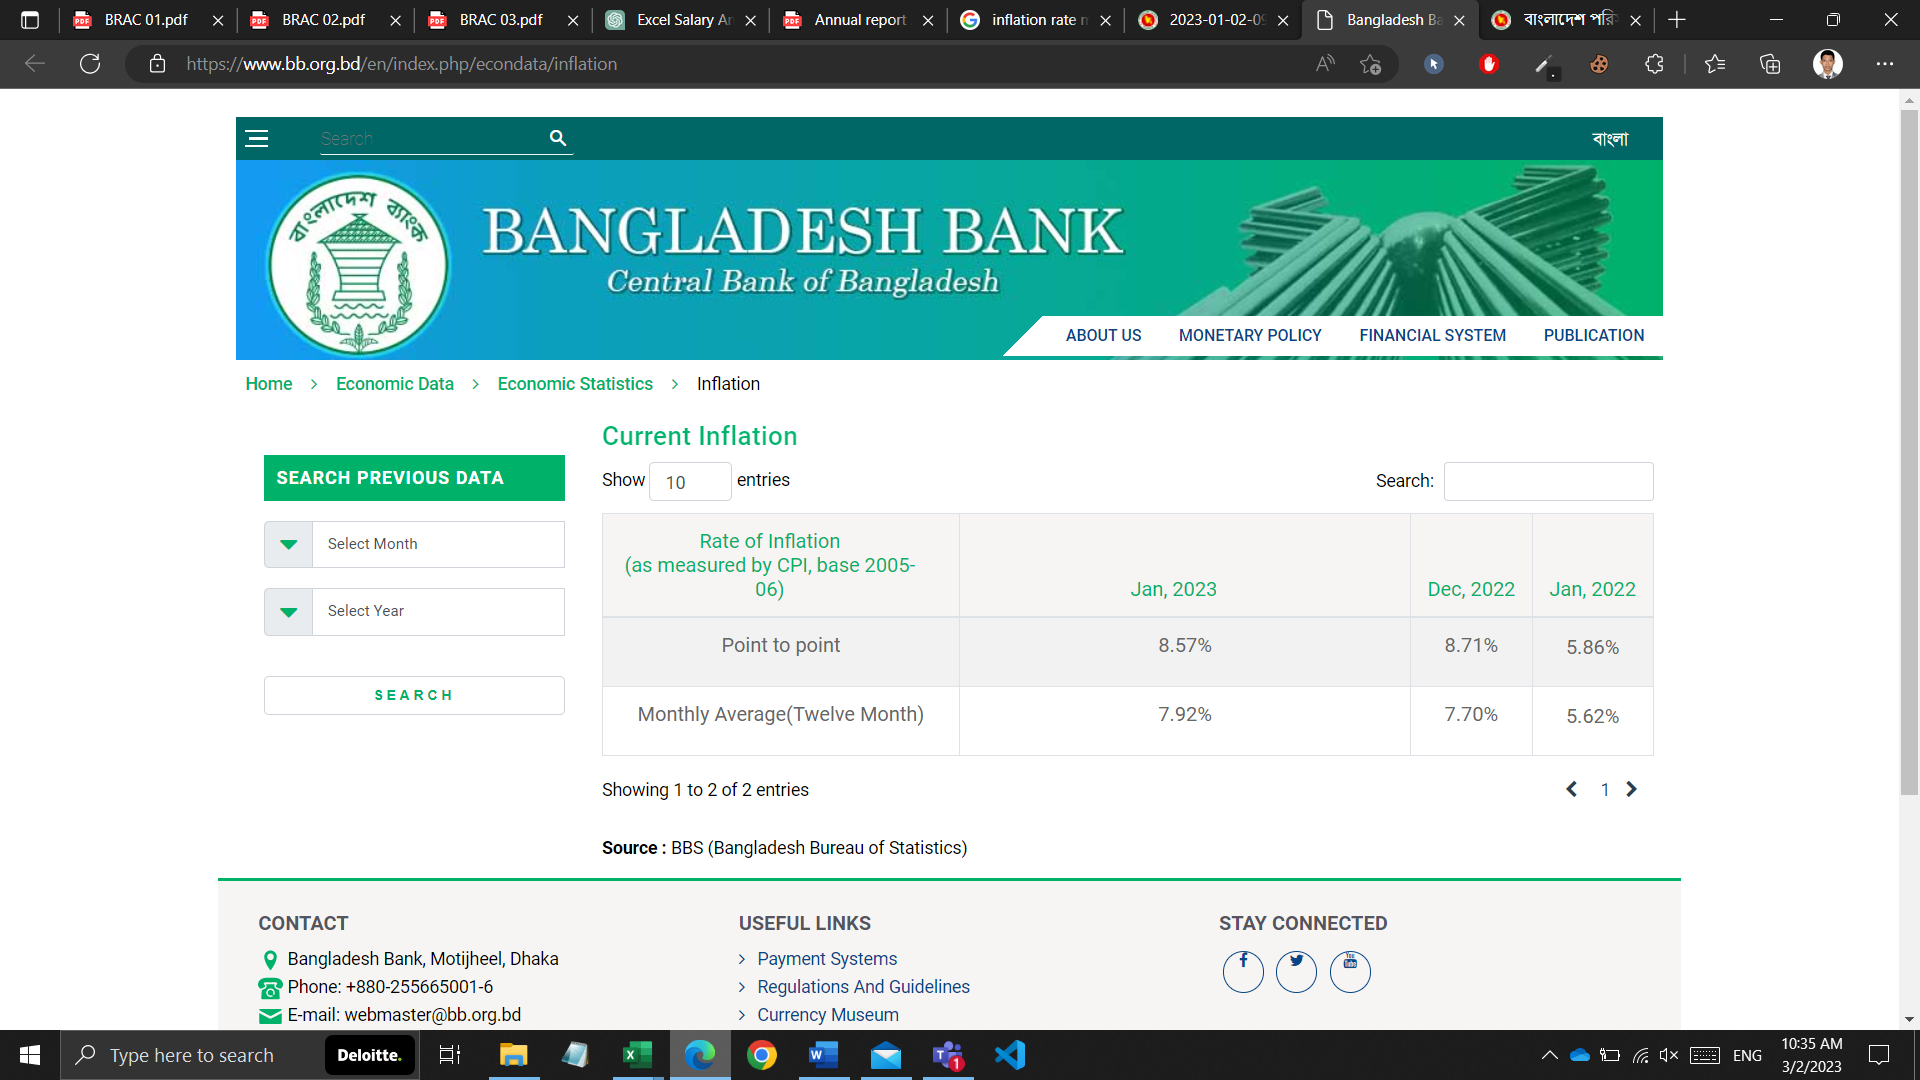 BRAC 01.pdf
BRAC 02.pdf
BRAC 03.pdf
Excel Salary An
Annual report
inflation rate
2023-01-02-09
Bangladesh Ba
বাংলাদেশ
https://www.bb.org.bd/en/index.php/econdata/inflation
Search
বাংলা
বাংলাদেশ ব্যাংক
BANGLADESH BANK
Central Bank of Bangladesh
ABOUT US
MONETARY POLICY
FINANCIAL SYSTEM
PUBLICATION
Home > Economic Data > Economic Statistics > Inflation
SEARCH PREVIOUS DATA
Select Month
Select Year
SEARCH
Current Inflation
Show 10 entries
Search:
Rate of Inflation
(as measured by CPI, base 2005-
06)
Jan, 2023
Dec, 2022
Jan, 2022
Point to point
8.57%
8.71%
5.86%
Monthly Average(Twelve Month)
7.92%
7.70%
5.62%
Showing 1 to 2 of 2 entries
1
Source : BBS (Bangladesh Bureau of Statistics)
CONTACT
Bangladesh Bank, Motijheel, Dhaka
Phone: +880-255665001-6
E-mail: webmaster@bb.org.bd
USEFUL LINKS
Payment Systems
Regulations And Guidelines
Currency Museum
STAY CONNECTED
You
Tube
Type here to search
Deloitte.
1
ENG
10:35 AM
3/2/2023